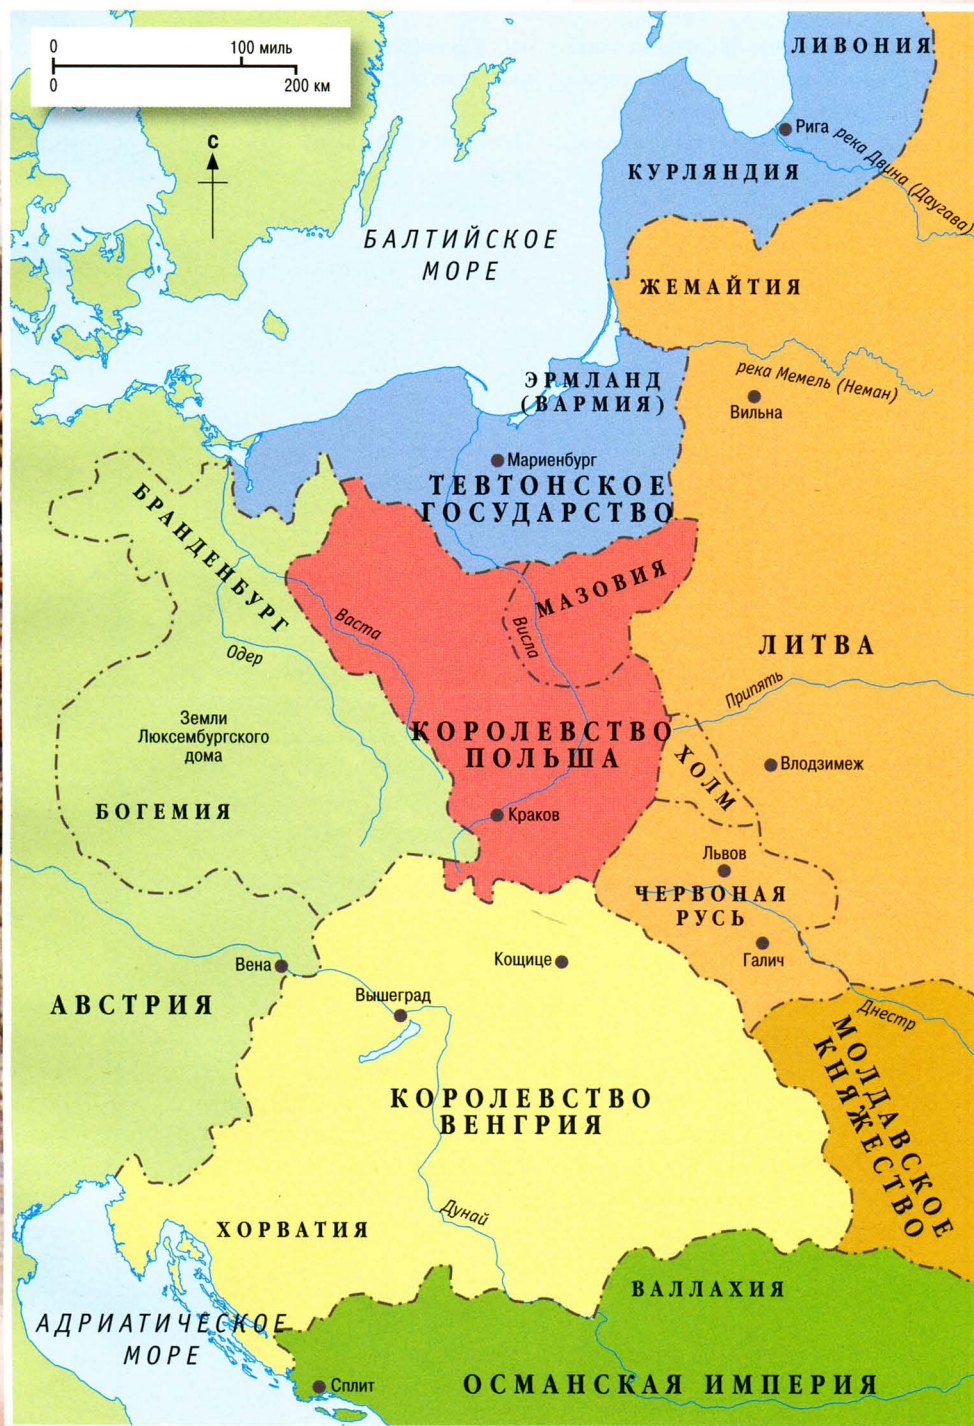 0
100 миль
0
200 км
С
ЛИВОНИЯ
Рига
река Двина (Даугава)
КУРЛЯНДИЯ
БАЛТИЙСКОЕ
МОРЕ
ЖЕМАЙТИЯ
ЭРМЛАНД
(ВАРМИЯ)
река Мемель (Неман)
Вильна
Мариенбург
ТЕВТОНСКОЕ
ГОСУДАРСТВО
БРАНДЕНБУРГ
МАЗОВИЯ
Васта
Висла
Одер
ЛИТВА
Припять
Земли
Люксембургского
дома
КОРОЛЕВСТВО
ПОЛЬША
ХОЛМ
Влодзимеж
БОГЕМИЯ
Краков
Львов
ЧЕРВОНАЯ
РУСЬ
Галич
Кощице
Вена
Вышеград
АВСТРИЯ
Днестр
МОЛДАВСКОЕ
КНЯЖЕСТВО
КОРОЛЕВСТВО
ВЕНГРИЯ
Дунай
ХОРВАТИЯ
ВАЛЛАХИЯ
АДРИАТИЧЕСКОЕ
МОРЕ
Сплит
ОСМАНСКАЯ ИМПЕРИЯ